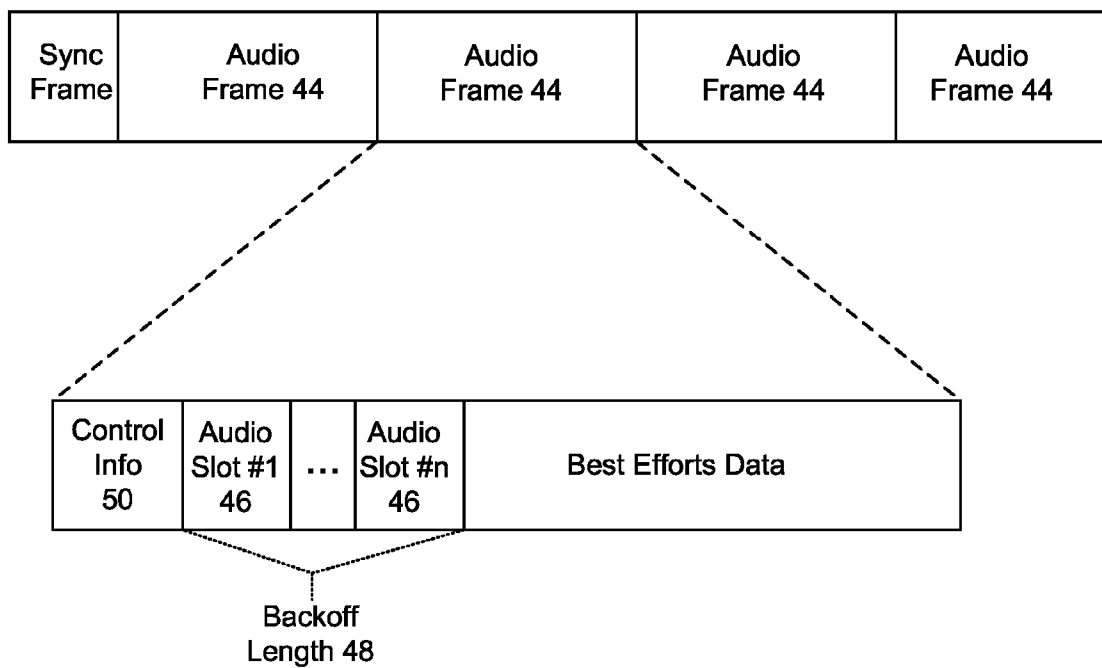 Sync
Frame
Audio
Frame 44
Audio
Frame 44
Audio
Frame 44
Audio
Frame 44
Control
Info
50
Audio
Slot #1
46
...
Audio
Slot #n
46
Best Efforts Data
Backoff
Length 48